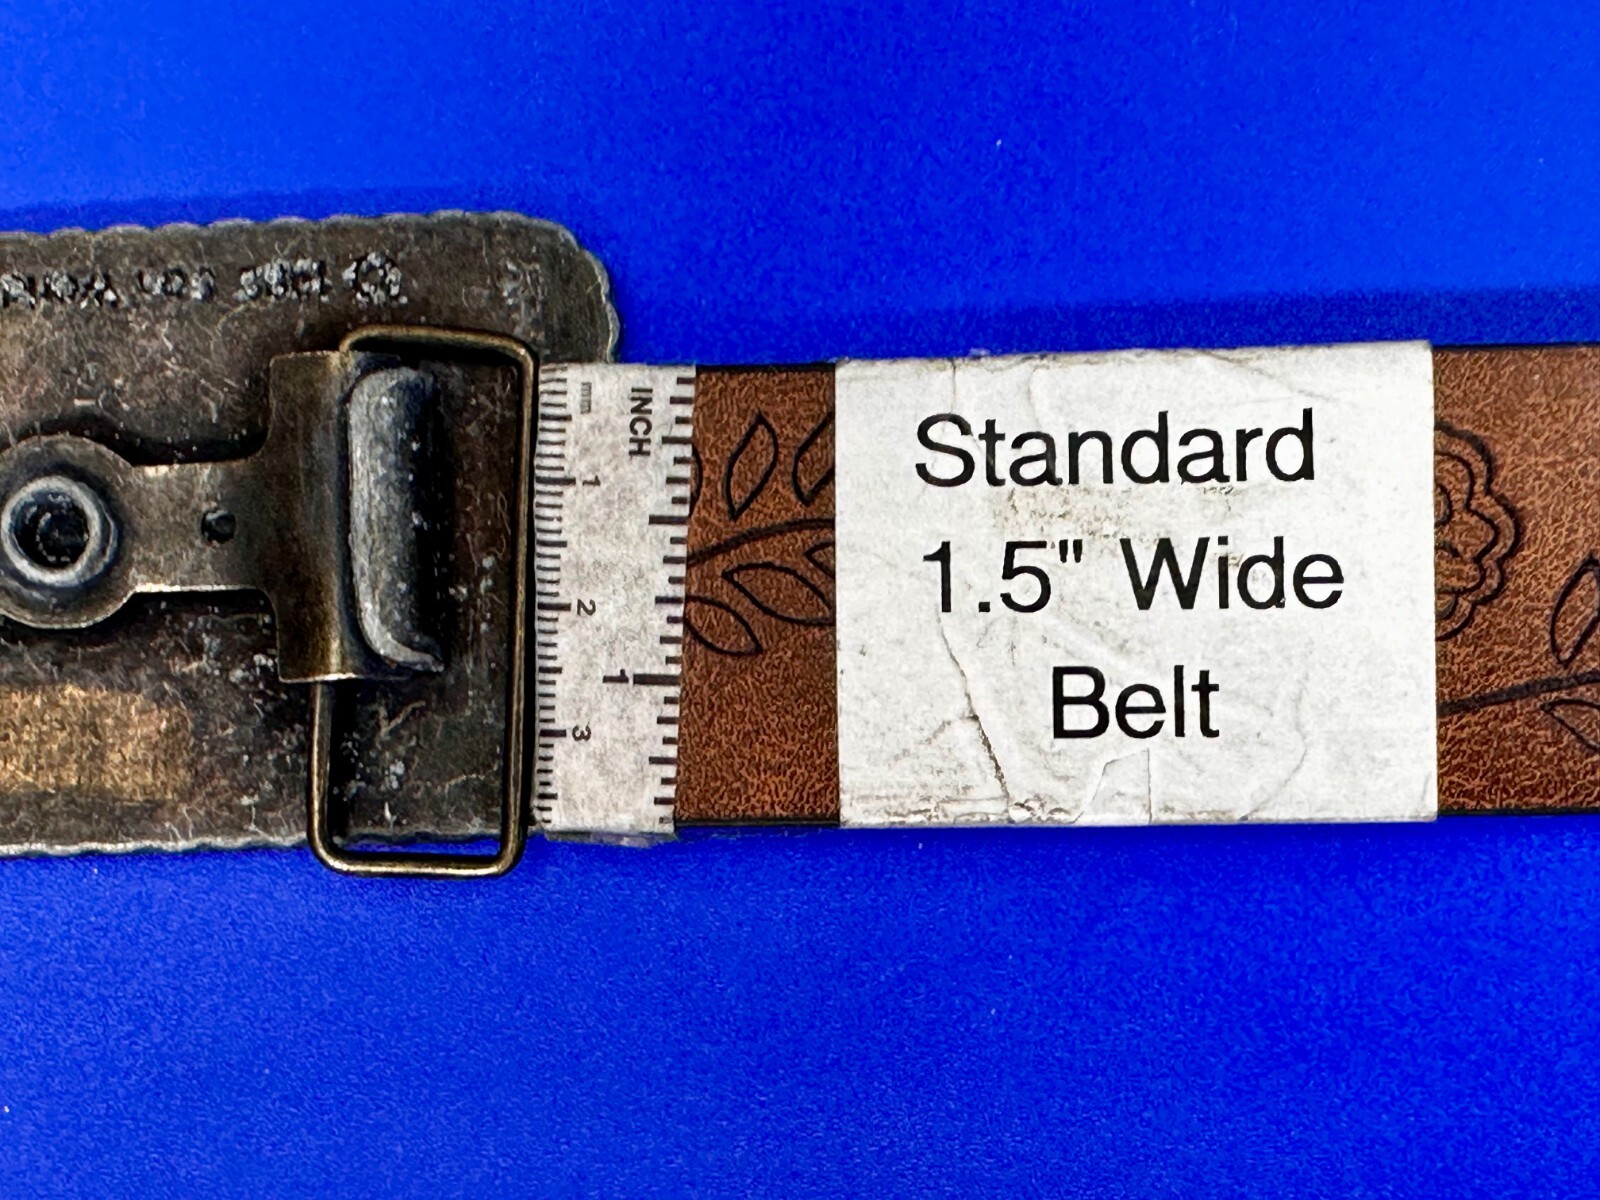 Standard
1.5" Wide
Belt
mm 1 2 3
INCH 1